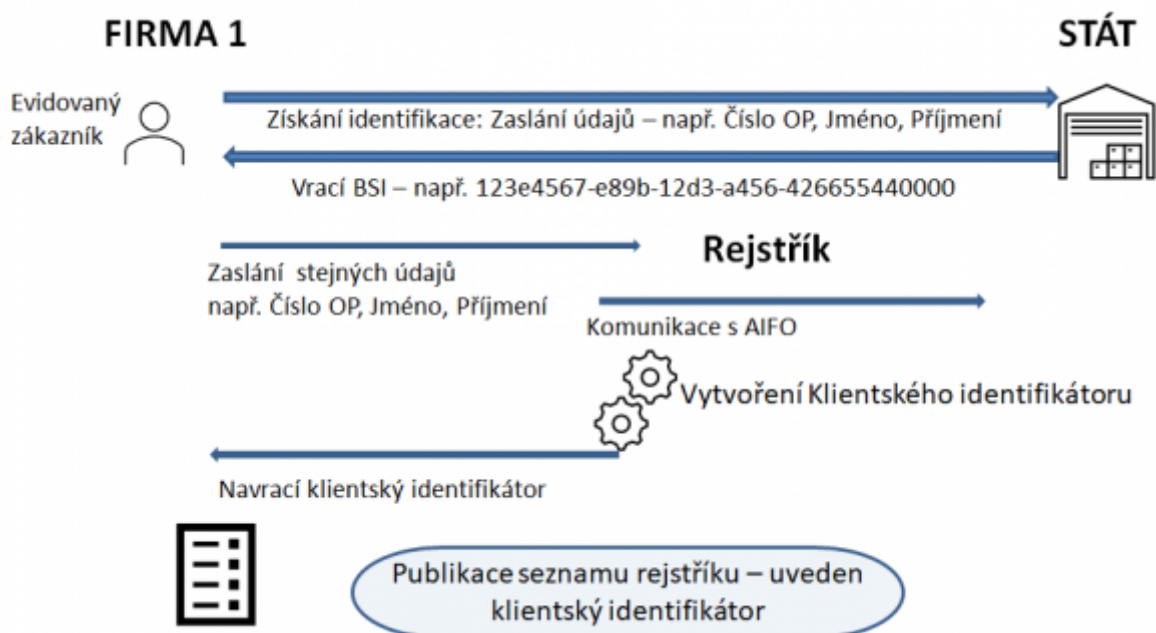 FIRMA 1
STÁT
Evidovaný
zákazník
Získání identifikace: Zaslání údajů – např. Číslo OP, Jméno, Příjmení
Vrací BSI – např. 123e4567-e89b-12d3-a456-426655440000
Rejstřík
Zaslání stejných údajů
např. Číslo OP, Jméno, Příjmení
Komunikace s AIFO
Vytvoření Klientského identifikátoru
Navrací klientský identifikátor
Publikace seznamu rejstříku – uveden
klientský identifikátor